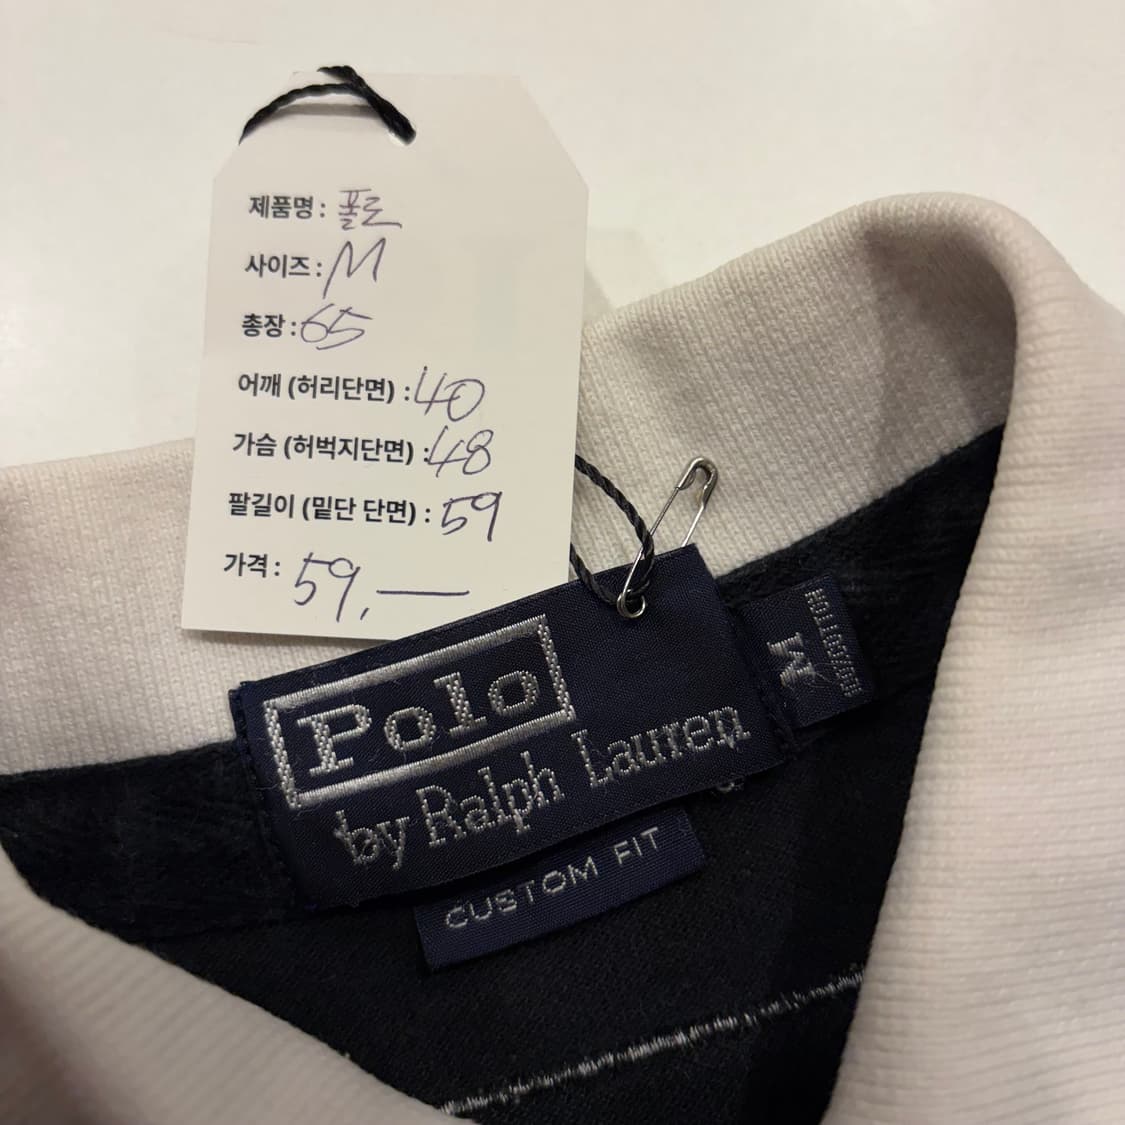 제품명 : 폴로
사이즈 : M
총장 : 65
어깨 (허리단면) : 40
가슴 (허벅지단면) : 48
팔길이 (밑단 단면) : 59
가격 : 59,—
Polo
by Ralph Lauren
M
CUSTOM FIT